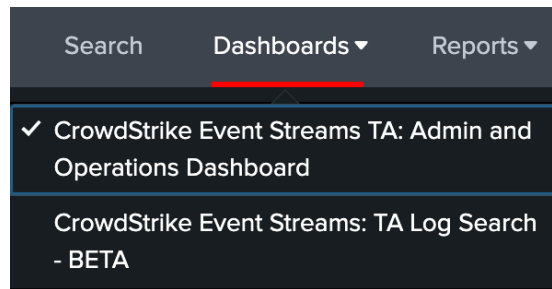 Search Dashboards Reports
CrowdStrike Event Streams TA: Admin and
Operations Dashboard
CrowdStrike Event Streams: TA Log Search
- BETA